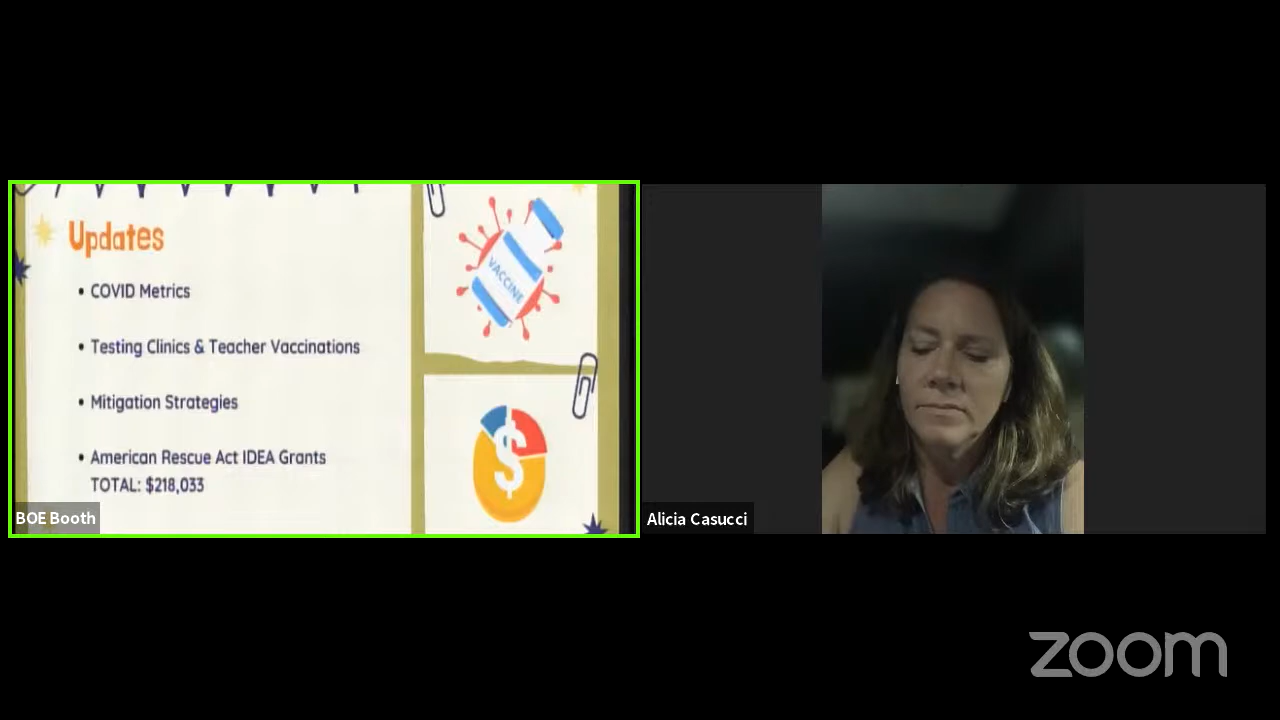 Updates
• COVID Metrics
• Testing Clinics & Teacher Vaccinations
• Mitigation Strategies
• American Rescue Act IDEA Grants
TOTAL: $218,033
VACCINE
$
BOE Booth
Alicia Casucci
zoom